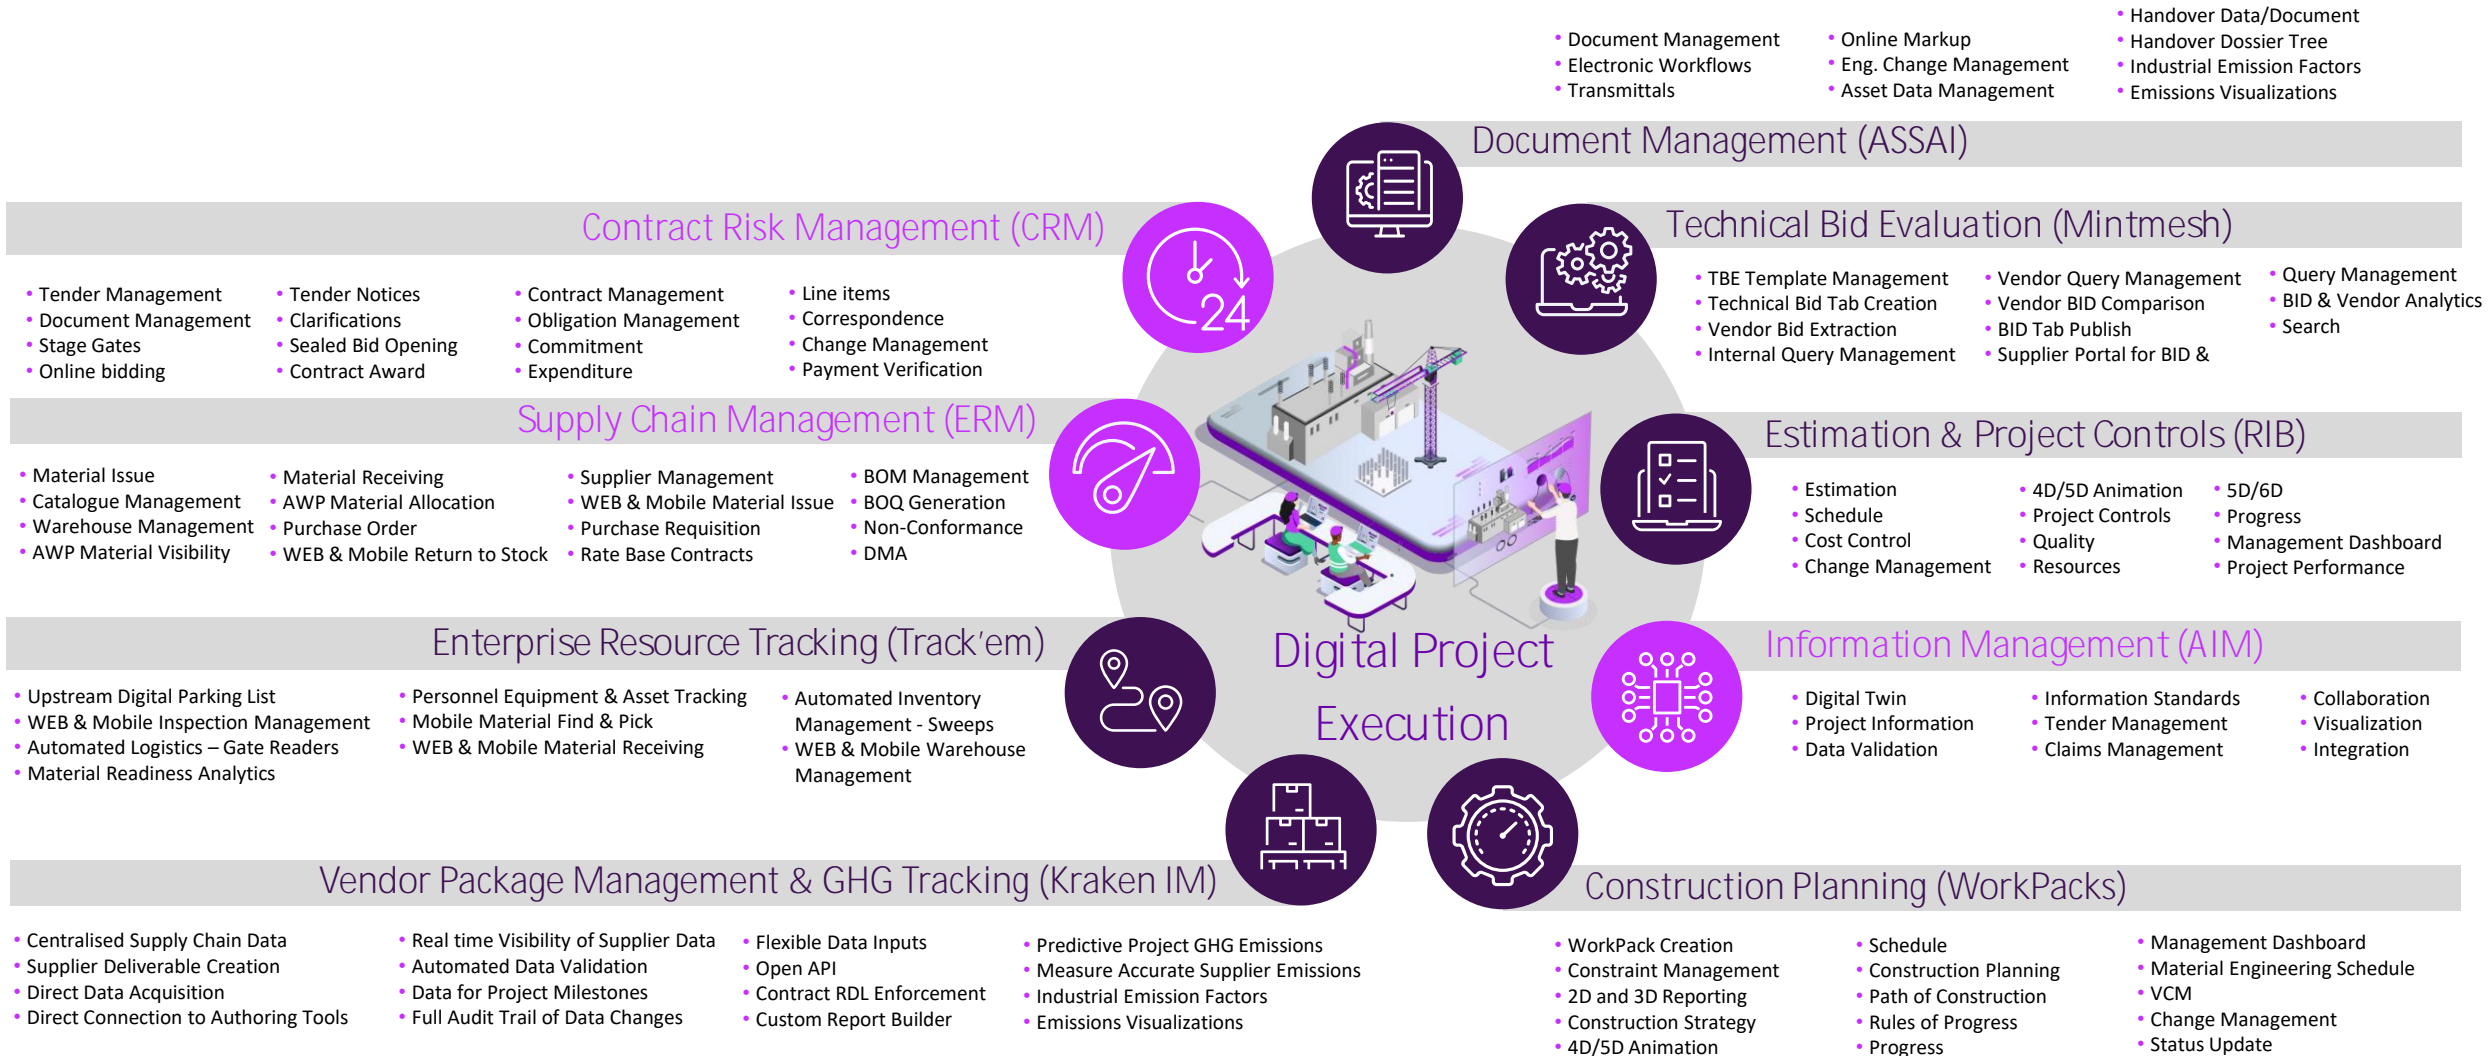 • Document Management
• Electronic Workflows
• Transmittals
• Online Markup
• Eng. Change Management
• Asset Data Management
• Handover Data/Document
• Handover Dossier Tree
• Industrial Emission Factors
• Emissions Visualizations
Document Management (ASSAI)
Contract Risk Management (CRM)
• Tender Management
• Document Management
• Stage Gates
• Online bidding
• Tender Notices
• Clarifications
• Sealed Bid Opening
• Contract Award
• Contract Management
• Obligation Management
• Commitment
• Expenditure
• Line items
• Correspondence
• Change Management
• Payment Verification
24
Technical Bid Evaluation (Mintmesh)
• TBE Template Management
• Technical Bid Tab Creation
• Vendor Bid Extraction
• Internal Query Management
• Vendor Query Management
• Vendor BID Comparison
• BID Tab Publish
• Supplier Portal for BID &
• Query Management
• BID & Vendor Analytics
• Search
Supply Chain Management (ERM)
• Material Issue
• Catalogue Management
• Warehouse Management
• AWP Material Visibility
• Material Receiving
• AWP Material Allocation
• Purchase Order
• WEB & Mobile Return to Stock
• Supplier Management
• WEB & Mobile Material Issue
• Purchase Requisition
• Rate Base Contracts
• BOM Management
• BOQ Generation
• Non-Conformance
• DMA
Estimation & Project Controls (RIB)
• Estimation
• Schedule
• Cost Control
• Change Management
• 4D/5D Animation
• Project Controls
• Quality
• Resources
• 5D/6D
• Progress
• Management Dashboard
• Project Performance
Enterprise Resource Tracking (Track'em)
• Upstream Digital Parking List
• WEB & Mobile Inspection Management
• Automated Logistics – Gate Readers
• Material Readiness Analytics
• Personnel Equipment & Asset Tracking
• Mobile Material Find & Pick
• WEB & Mobile Material Receiving
• Automated Inventory
Management - Sweeps
• WEB & Mobile Warehouse
Management
Digital Project
Execution
Information Management (AIM)
• Digital Twin
• Project Information
• Data Validation
• Information Standards
• Tender Management
• Claims Management
• Collaboration
• Visualization
• Integration
Vendor Package Management & GHG Tracking (Kraken IM)
• Centralised Supply Chain Data
• Supplier Deliverable Creation
• Direct Data Acquisition
• Direct Connection to Authoring Tools
• Real time Visibility of Supplier Data
• Automated Data Validation
• Data for Project Milestones
• Full Audit Trail of Data Changes
• Flexible Data Inputs
• Open API
• Contract RDL Enforcement
• Custom Report Builder
• Predictive Project GHG Emissions
• Measure Accurate Supplier Emissions
• Industrial Emission Factors
• Emissions Visualizations
Construction Planning (WorkPacks)
• WorkPack Creation
• Constraint Management
• 2D and 3D Reporting
• Construction Strategy
• 4D/5D Animation
• Schedule
• Construction Planning
• Path of Construction
• Rules of Progress
• Progress
• Management Dashboard
• Material Engineering Schedule
• VCM
• Change Management
• Status Update